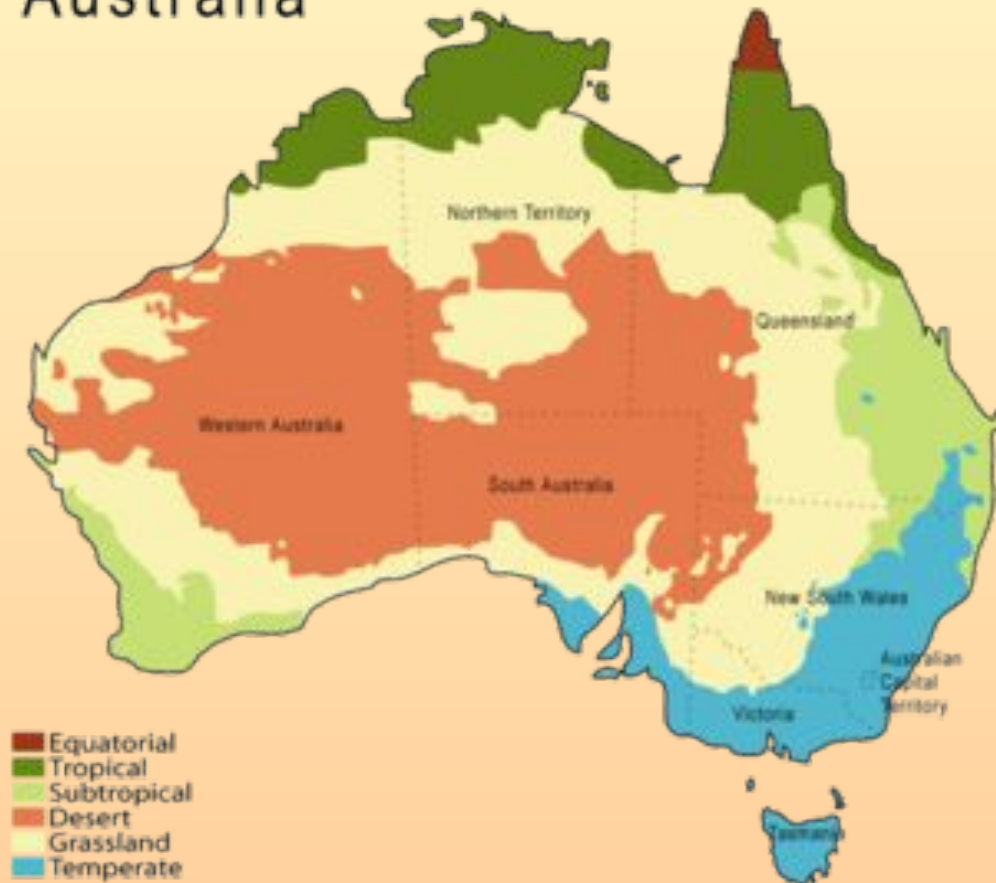 Australia
Northern Territory
Queensland
Western Australia
South Australia
New South Wales
Australian
Capital
Territory
Victoria
Tasmania
Equatorial
Tropical
Subtropical
Desert
Grassland
Temperate